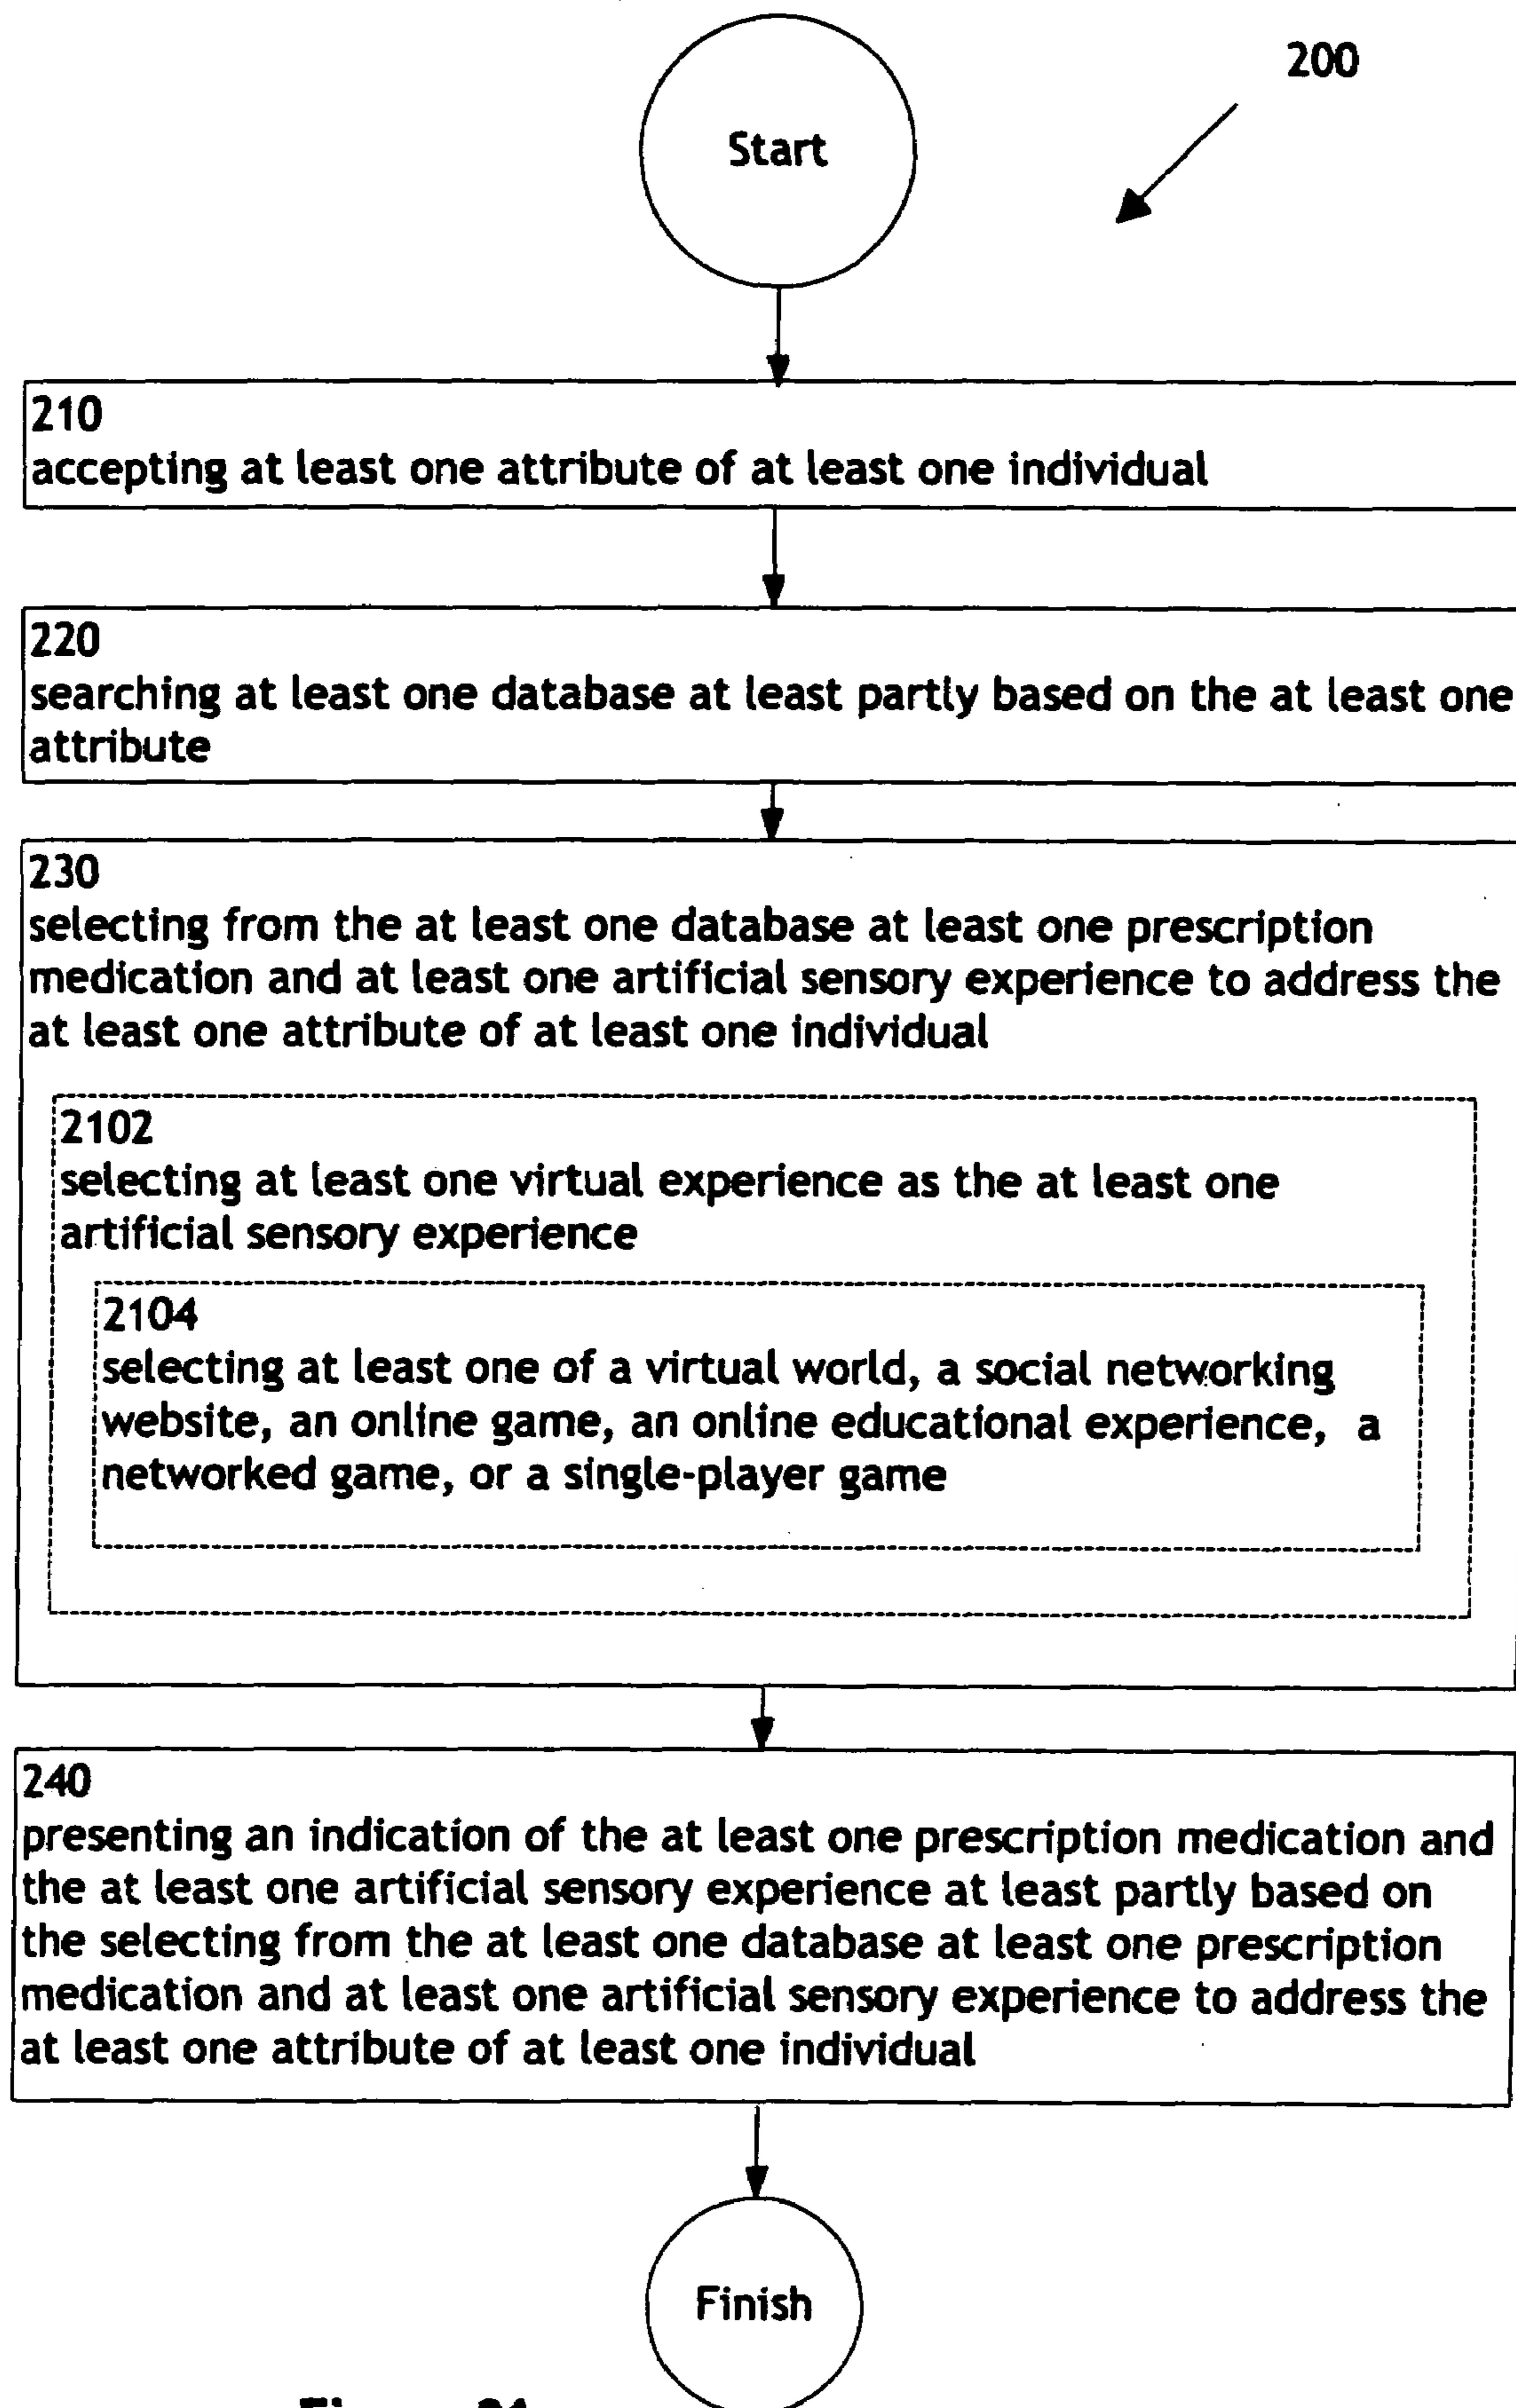 200
Start
210
accepting at least one attribute of at least one individual
220
searching at least one database at least partly based on the at least one
attribute
230
selecting from the at least one database at least one prescription
medication and at least one artificial sensory experience to address the
at least one attribute of at least one individual
2102
selecting at least one virtual experience as the at least one
artificial sensory experience
2104
selecting at least one of a virtual world, a social networking
website, an online game, an online educational experience, a
networked game, or a single-player game
240
presenting an indication of the at least one prescription medication and
the at least one artificial sensory experience at least partly based on
the selecting from the at least one database at least one prescription
medication and at least one artificial sensory experience to address the
at least one attribute of at least one individual
Finish